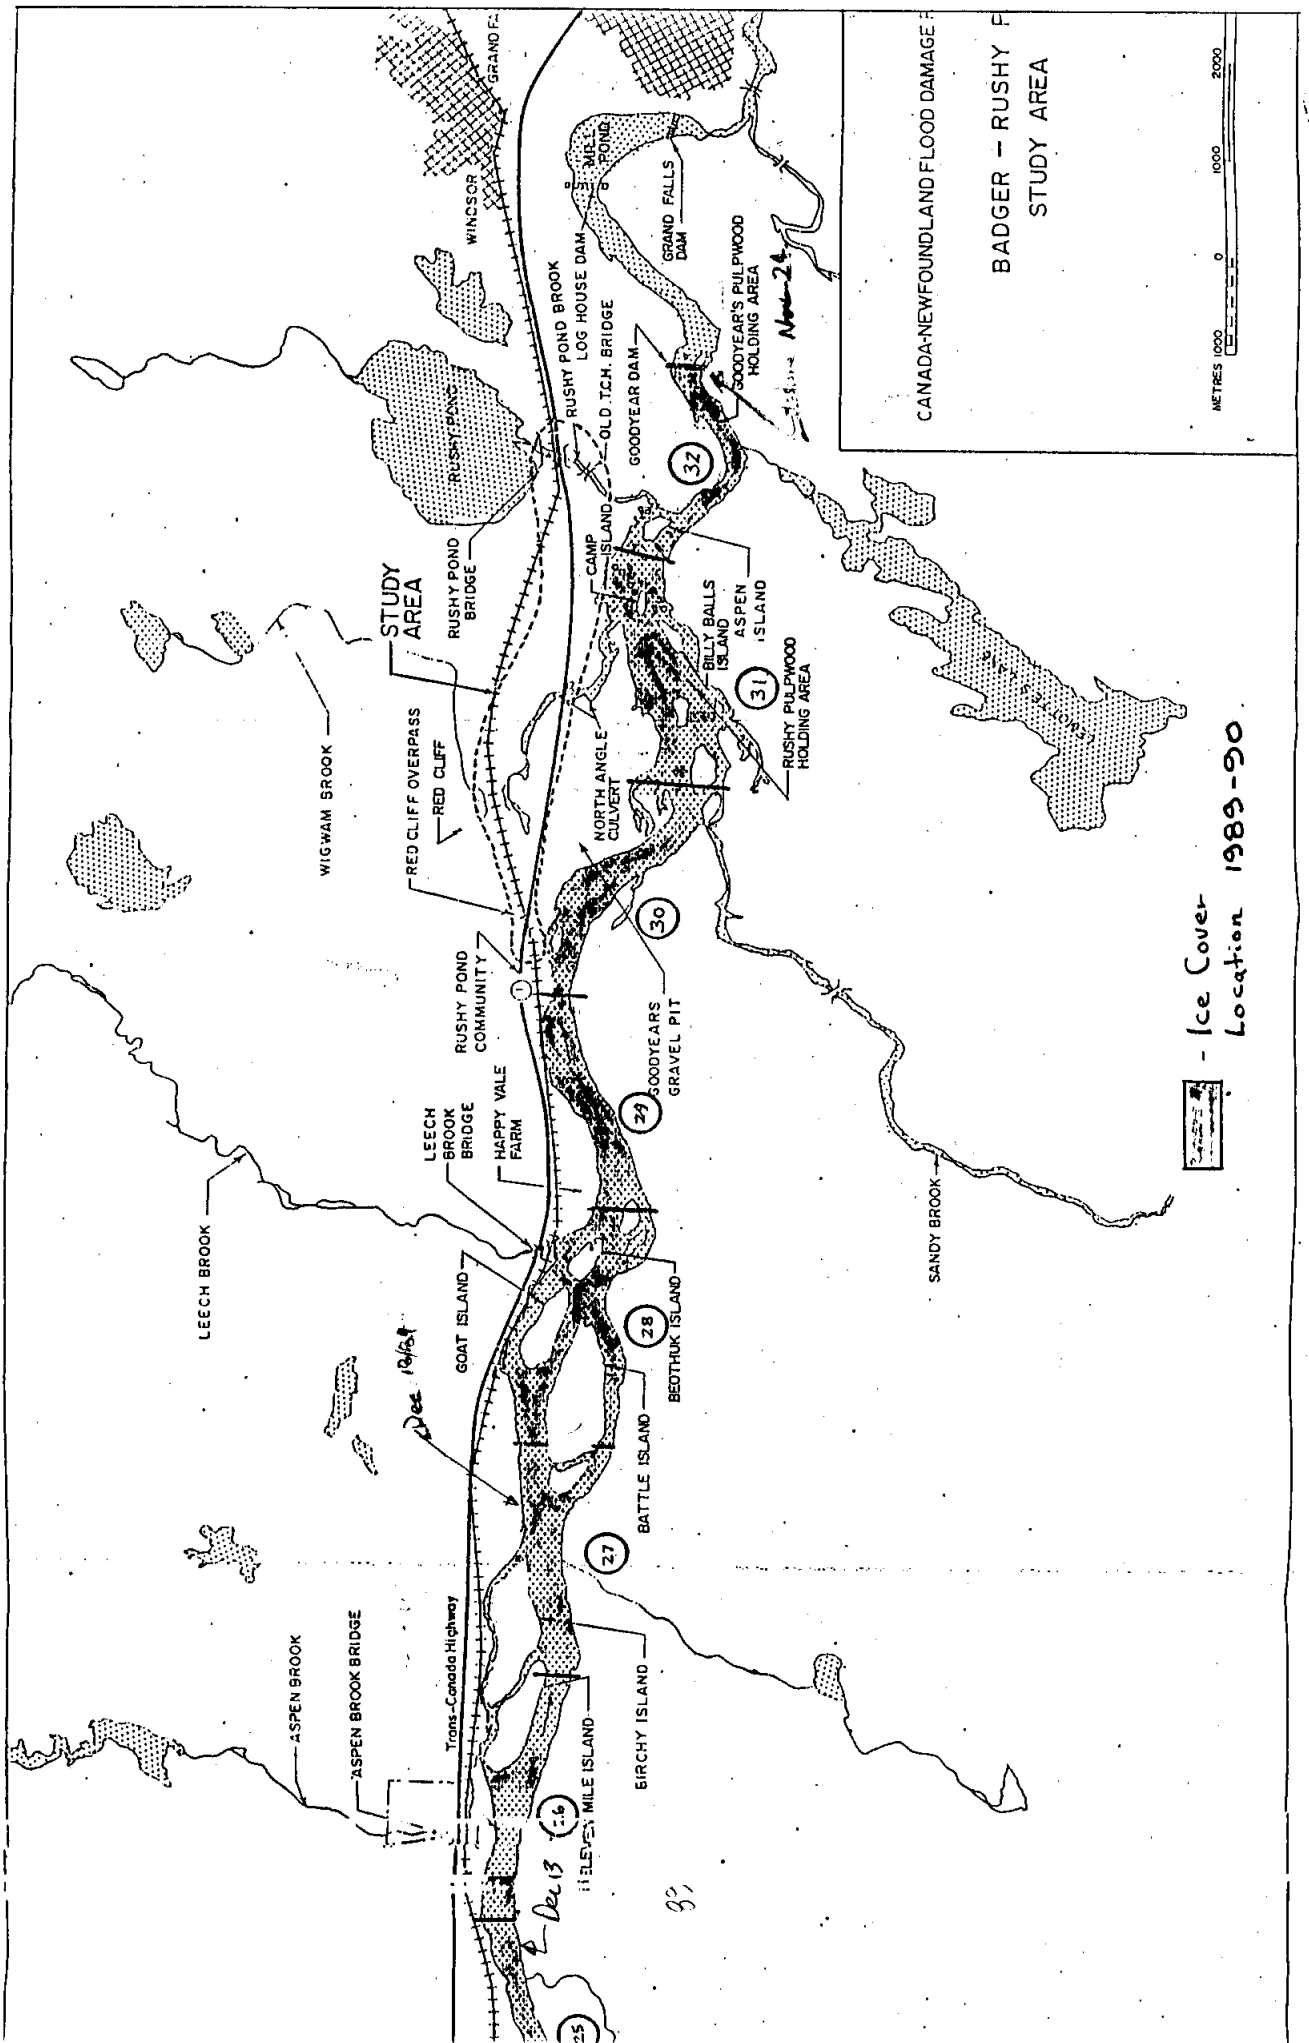 GRAND FA
WINDSOR
MILL
POND
GRAND FALLS
DAM
RUSHY POND BROOK
LOG HOUSE DAM
OLD T.C.H. BRIDGE
GOODYEAR DAM
GOODYEAR'S PULPWOOD
HOLDING AREA
Nov 24
RUSHY POND
RUSHY POND
BRIDGE
STUDY
AREA
CAMP
ISLAND
ASPEN
ISLAND
BILLY BALLS
ISLAND
RUSHY PULPWOOD
HOLDING AREA
32
31
WIGWAM BROOK
RED CLIFF OVERPASS
RED CLIFF
NORTH ANGLE
CULVERT
RUSHY POND
COMMUNITY
1
30
GOODYEARS
GRAVEL PIT
29
LEECH
BROOK
BRIDGE
HAPPY VALE
FARM
LEECH BROOK
GOAT ISLAND
BEOTHUK ISLAND
28
BATTLE ISLAND
Dec
27
SANDY BROOK
ASPEN BROOK
ASPEN BROOK BRIDGE
Trans-Canada Highway
BIRCHY ISLAND
ELEVEN MILE ISLAND
26
Dec 13
25
CANADA-NEWFOUNDLAND FLOOD DAMAGE
BADGER - RUSHY P
STUDY AREA
METRES 1000 0 1000 2000
- Ice Cover
Location 1989-90